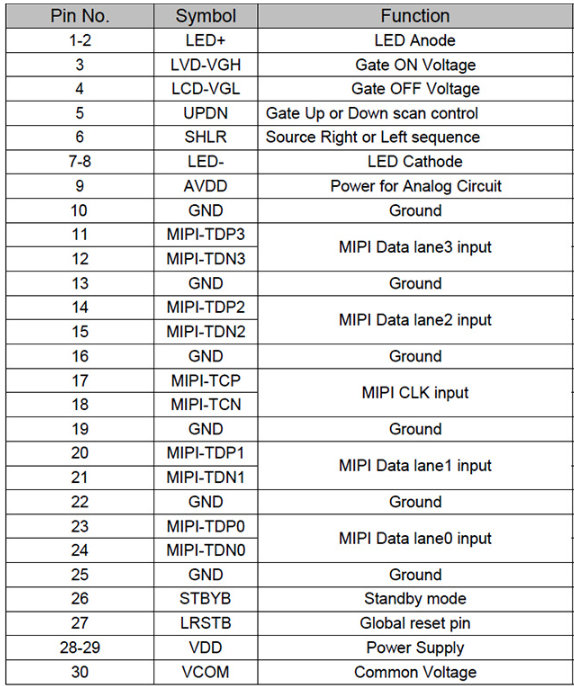 Pin No. Symbol Function
1-2 LED+ LED Anode
3 LVD-VGH Gate ON Voltage
4 LCD-VGL Gate OFF Voltage
5 UPDN Gate Up or Down scan control
6 SHLR Source Right or Left sequence
7-8 LED- LED Cathode
9 AVDD Power for Analog Circuit
10 GND Ground
11 MIPI-TDP3 MIPI Data lane3 input
12 MIPI-TDN3
13 GND Ground
14 MIPI-TDP2 MIPI Data lane2 input
15 MIPI-TDN2
16 GND Ground
17 MIPI-TCP MIPI CLK input
18 MIPI-TCN
19 GND Ground
20 MIPI-TDP1 MIPI Data lane1 input
21 MIPI-TDN1
22 GND Ground
23 MIPI-TDP0 MIPI Data lane0 input
24 MIPI-TDN0
25 GND Ground
26 STBYB Standby mode
27 LRSTB Global reset pin
28-29 VDD Power Supply
30 VCOM Common Voltage